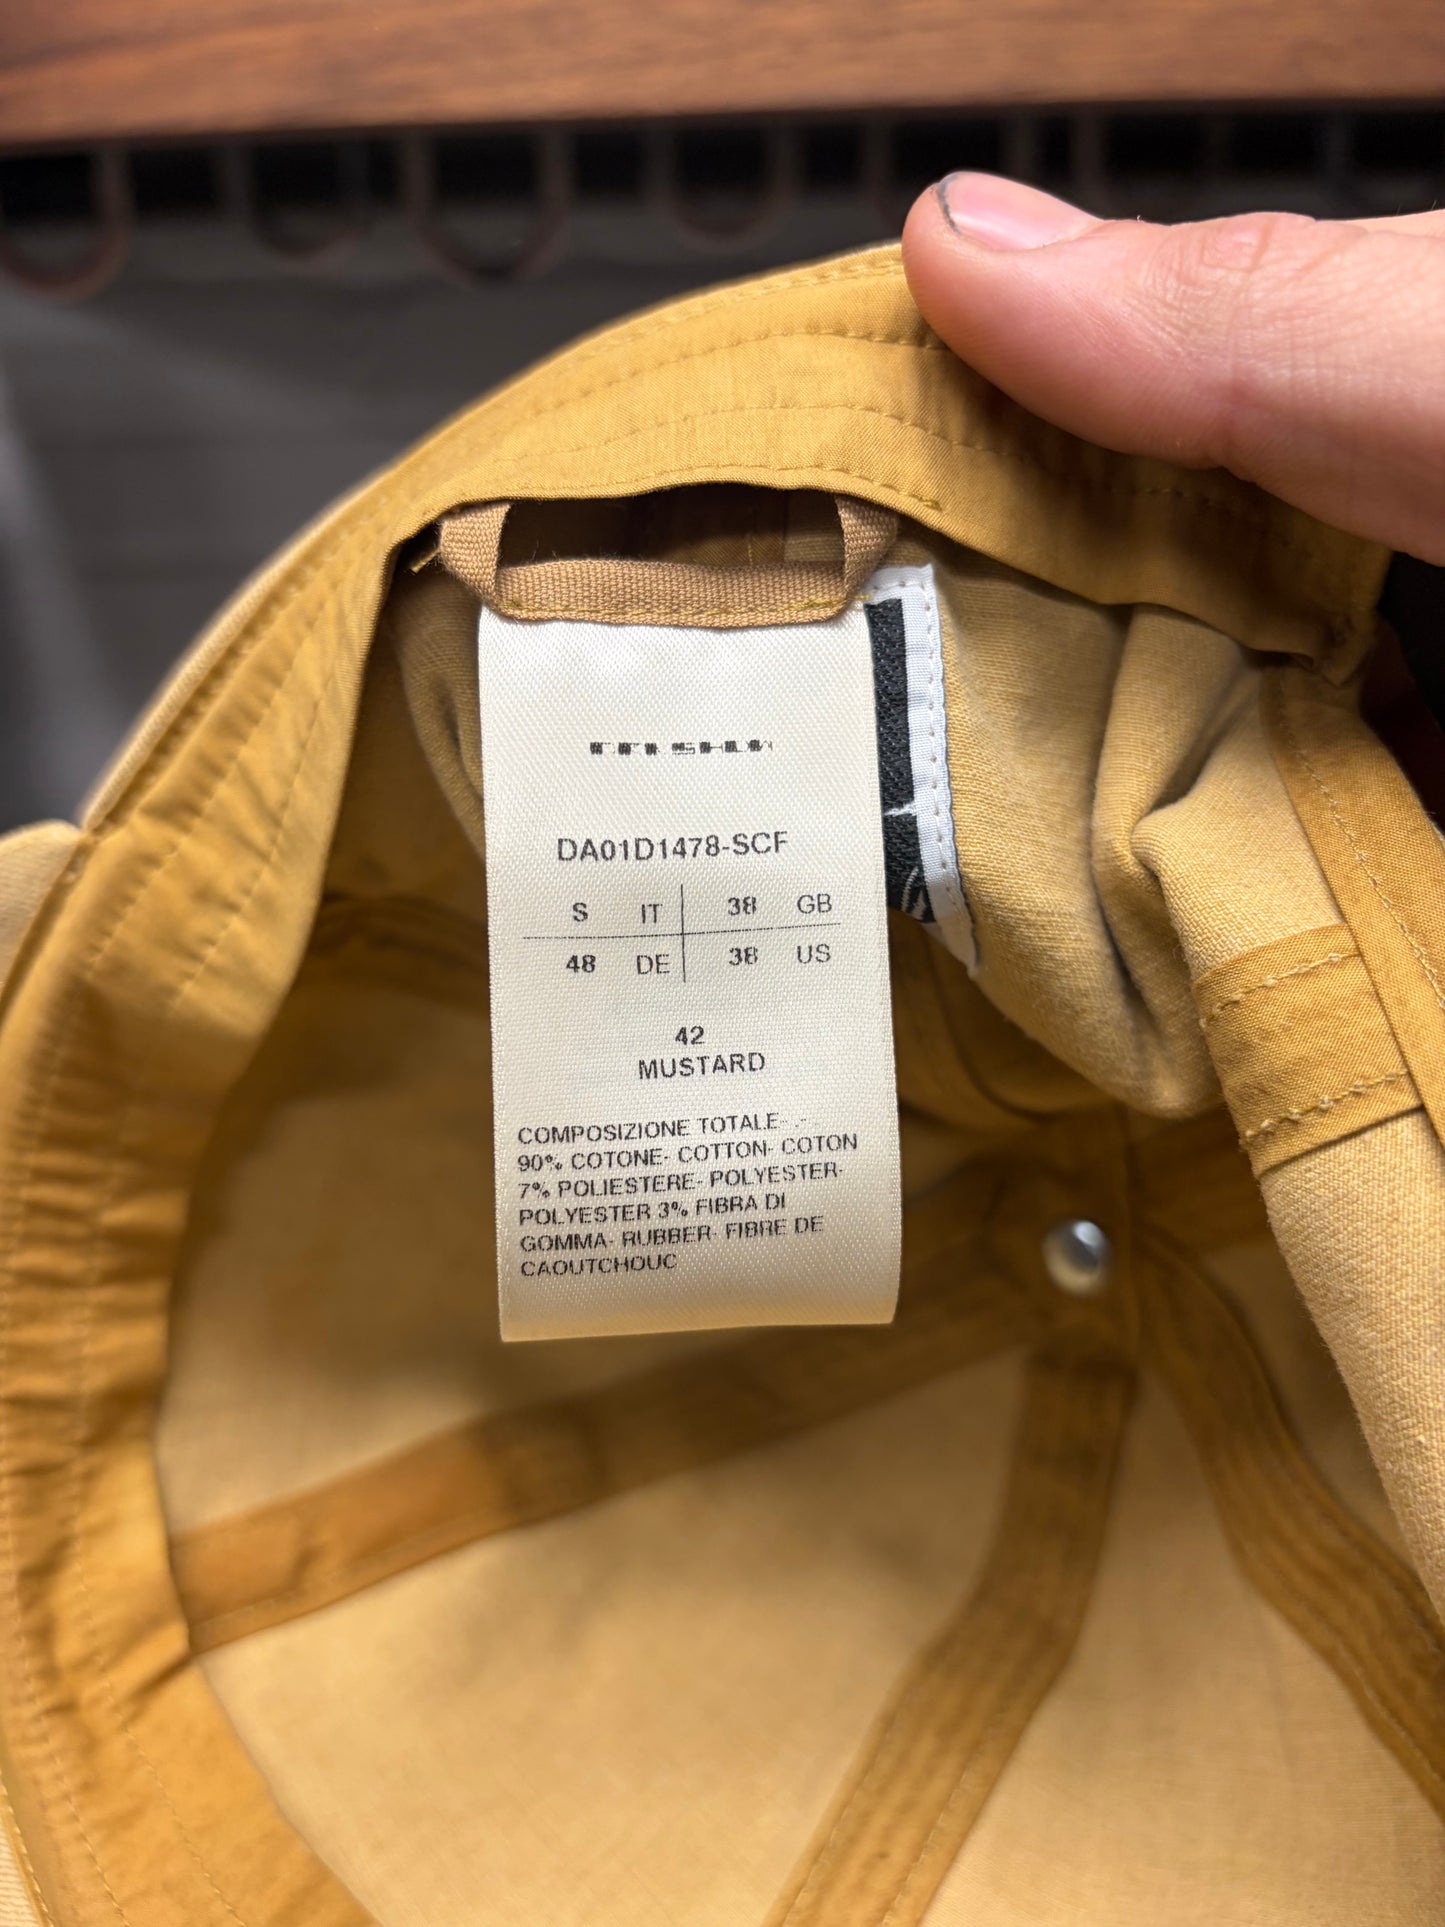 DA01D1478-SCF
S IT 38 GB
48 DE 38 US
42
MUSTARD
COMPOSIZIONE TOTALE- .-
90% COTONE- COTTON- COTON
7% POLIESTERE- POLYESTER-
POLYESTER 3% FIBRA DI
GOMMA- RUBBER- FIBRE DE
CAOUTCHOUC